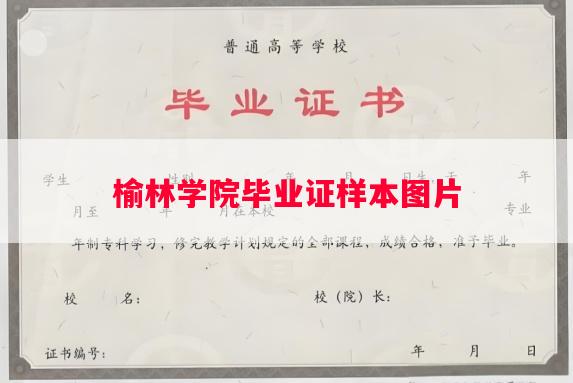 普通高等学校
毕业证书
学生 性别 年 月 日生,于 年
榆林学院毕业证样本图片
月至 年 月在本校 专业
年制专科学习,修完教学计划规定的全部课程,成绩合格,准予毕业。
校 名: 校(院)长:
证书编号: 年 月 日